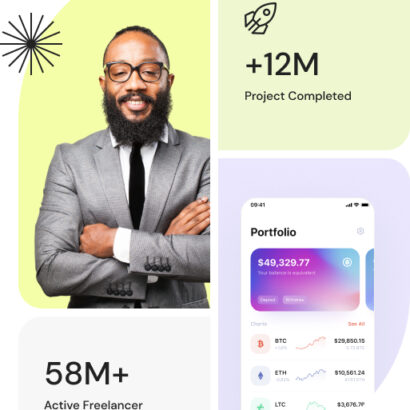 +12M
Project Completed
09:41
Portfolio
$49,329.77
Your balance is equivalent
Deposit
Withdraw
Charts
See All
BTC
$29,850.15
ETH
$10,561.24
LTC
$3,676.7
58M+
Active Freelancer